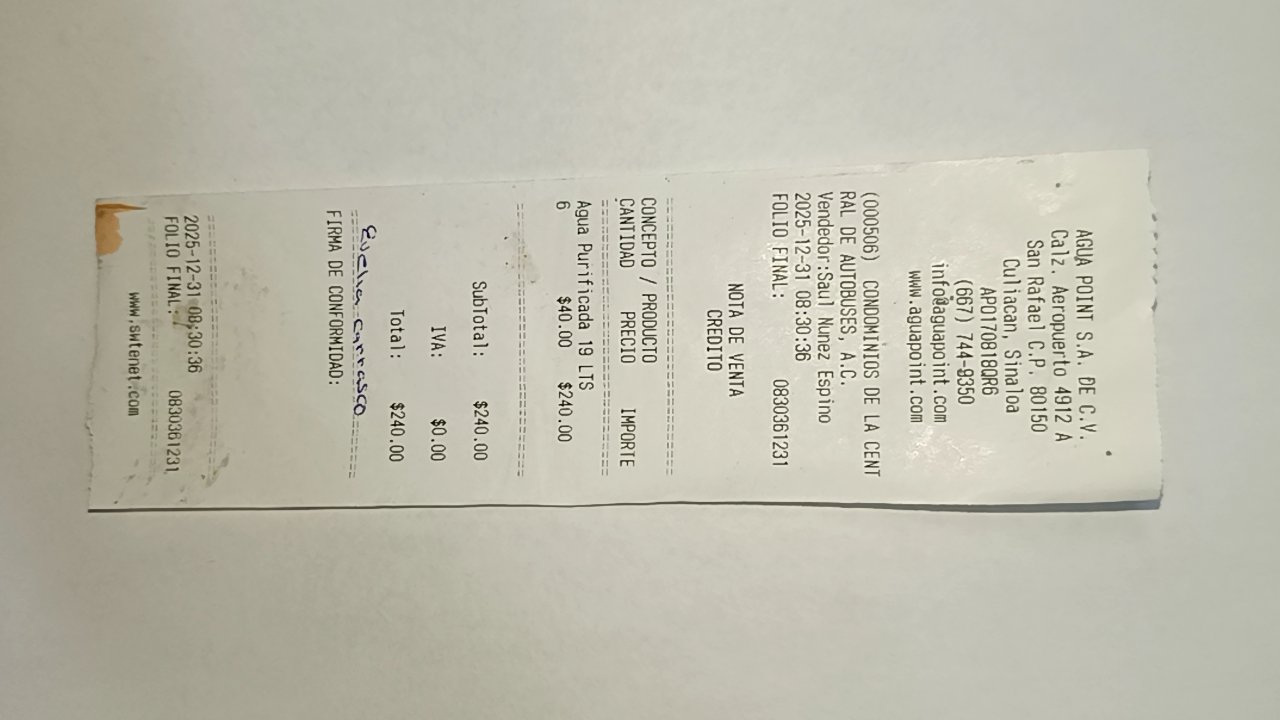 AGUA POINT S.A. DE C.V.
Calz. Aeropuerto 4912 A
San Rafael C.P. 80150
Culiacan, Sinaloa
APO170818QR6
(667) 744-9350
info@aguapoint.com
www.aguapoint.com
(000506) CONDOMINIOS DE LA CENT
RAL DE AUTOBUSES, A.C.
Vendedor:Saul Nunez Espino
2025-12-31 08:30:36
FOLIO FINAL: 0830361231
NOTA DE VENTA
CREDITO
CONCEPTO / PRODUCTO
CANTIDAD PRECIO IMPORTE
Agua Purificada 19 LTS
6 $40.00 $240.00
SubTotal: $240.00
IVA: $0.00
Total: $240.00
Carrasco
FIRMA DE CONFORMIDAD:
2025-12-31 08:30:36
FOLIO FINAL: 0830361231
www.swtenet.com